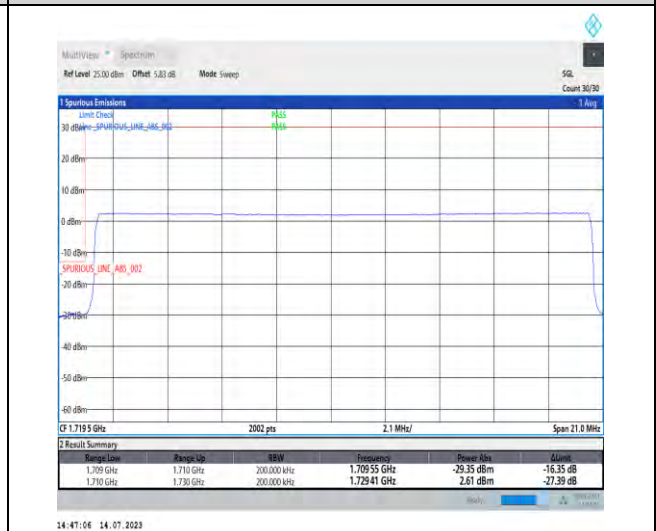 MultiView Spectrum
Ref Level 25.00 dBm Offset 5.83 dB Mode Sweep SGL
Count 30/30
1 Spurious Emissions 1 Avg
Limit Check PASS
30 dBm Line _SPURIOUS_LINE_ABS_002 PASS
20 dBm
10 dBm
0 dBm
-10 dBm
_SPURIOUS_LINE_ABS_002
-20 dBm
-30 dBm
-40 dBm
-50 dBm
-60 dBm
CF 1.7195 GHz 2002 pts 2.1 MHz/ Span 21.0 MHz
2 Result Summary
Range Low Range Up RBW Frequency Power Abs ΔLimit
1.709 GHz 1.710 GHz 200.000 kHz 1.70955 GHz -29.35 dBm -16.35 dB
1.710 GHz 1.730 GHz 200.000 kHz 1.72941 GHz 2.61 dBm -27.39 dB
Ready
14:47:06 14.07.2023